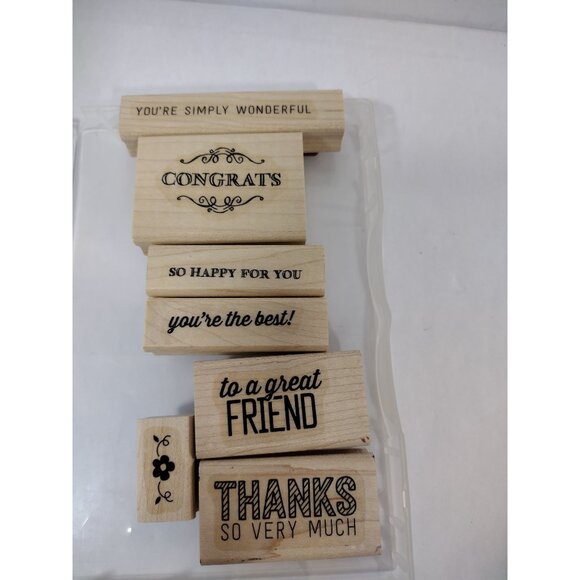 YOU'RE SIMPLY WONDERFUL
CONGRATS
SO HAPPY FOR YOU
you're the best!
to a great
FRIEND
THANKS
SO VERY MUCH